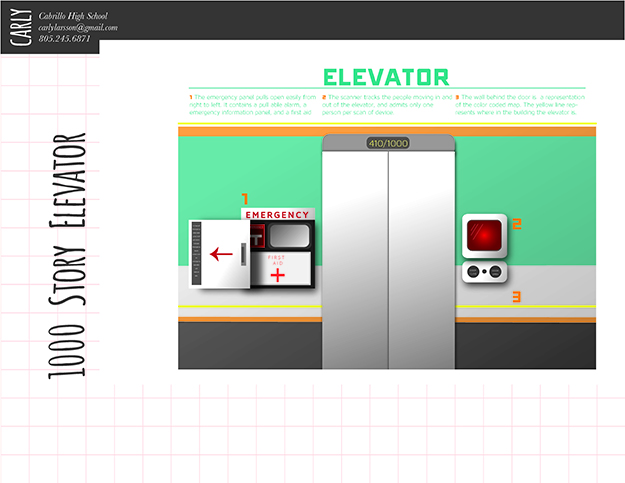 CARLY
Cabrillo High School
carlylarsson@gmail.com
805.245.6871
1000 STORY ELEVATOR
ELEVATOR
1 The emergency panel pulls open easily from
right to left. It contains a pull able alarm, a
emergency information panel, and a first aid
2 The scanner tracks the people moving in and
out of the elevator, and admits only one
person per scan of device.
3 The wall behind the door is a representation
of the color coded map. The yellow line rep-
resents where in the building the elevator is.
410/1000
1
EMERGENCY
FIRST
AID
2
3